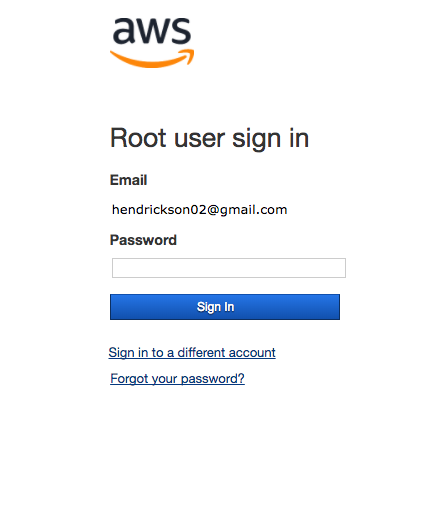 aws
Root user sign in
Email
hendrickson02@gmail.com
Password
Sign In
Sign in to a different account
Forgot your password?